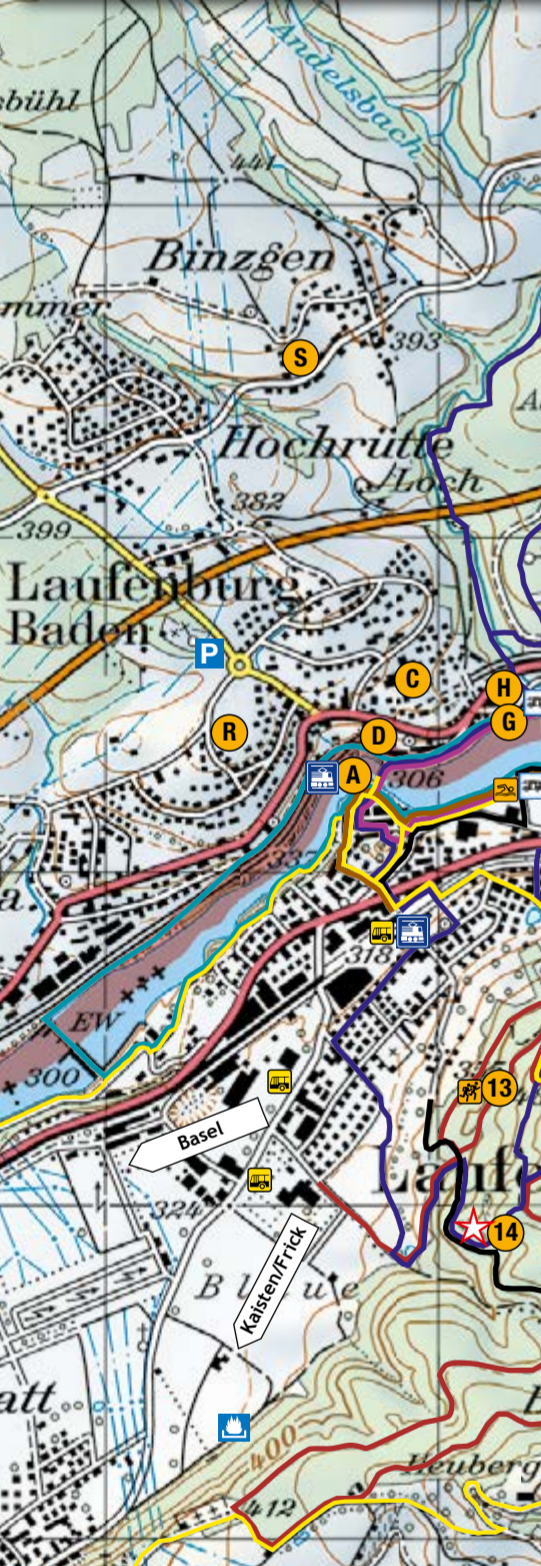 Andelsbach
sbühl
441
Binzgen
mmer
393
S
Hochrütte
Loch
382
399
Laufenburg
Baden
P
C
H
R
D
G
A
306
337
a.
318
EW
300
13
Basel
Laufe
324
14
Blaue
Kaisten/Frick
att
400
Heuberg
412